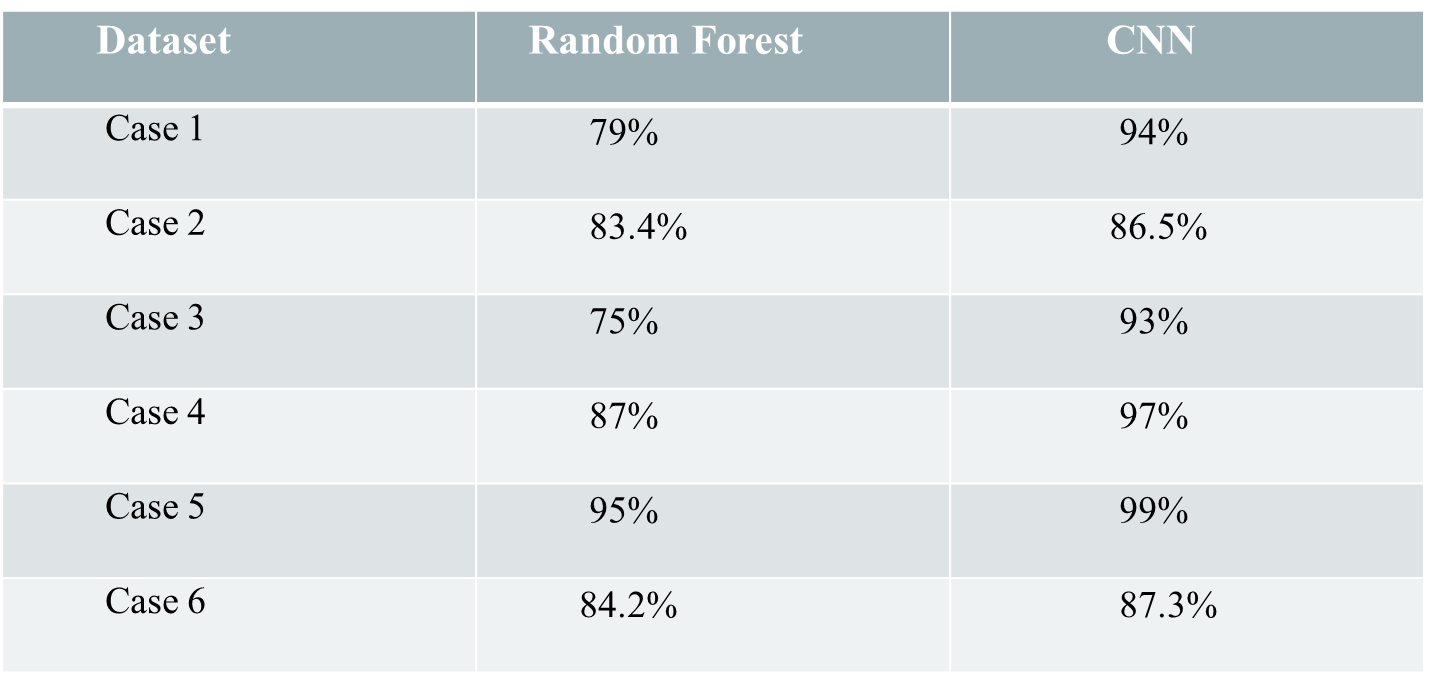 Dataset Random Forest CNN
Case 1 79% 94%
Case 2 83.4% 86.5%
Case 3 75% 93%
Case 4 87% 97%
Case 5 95% 99%
Case 6 84.2% 87.3%